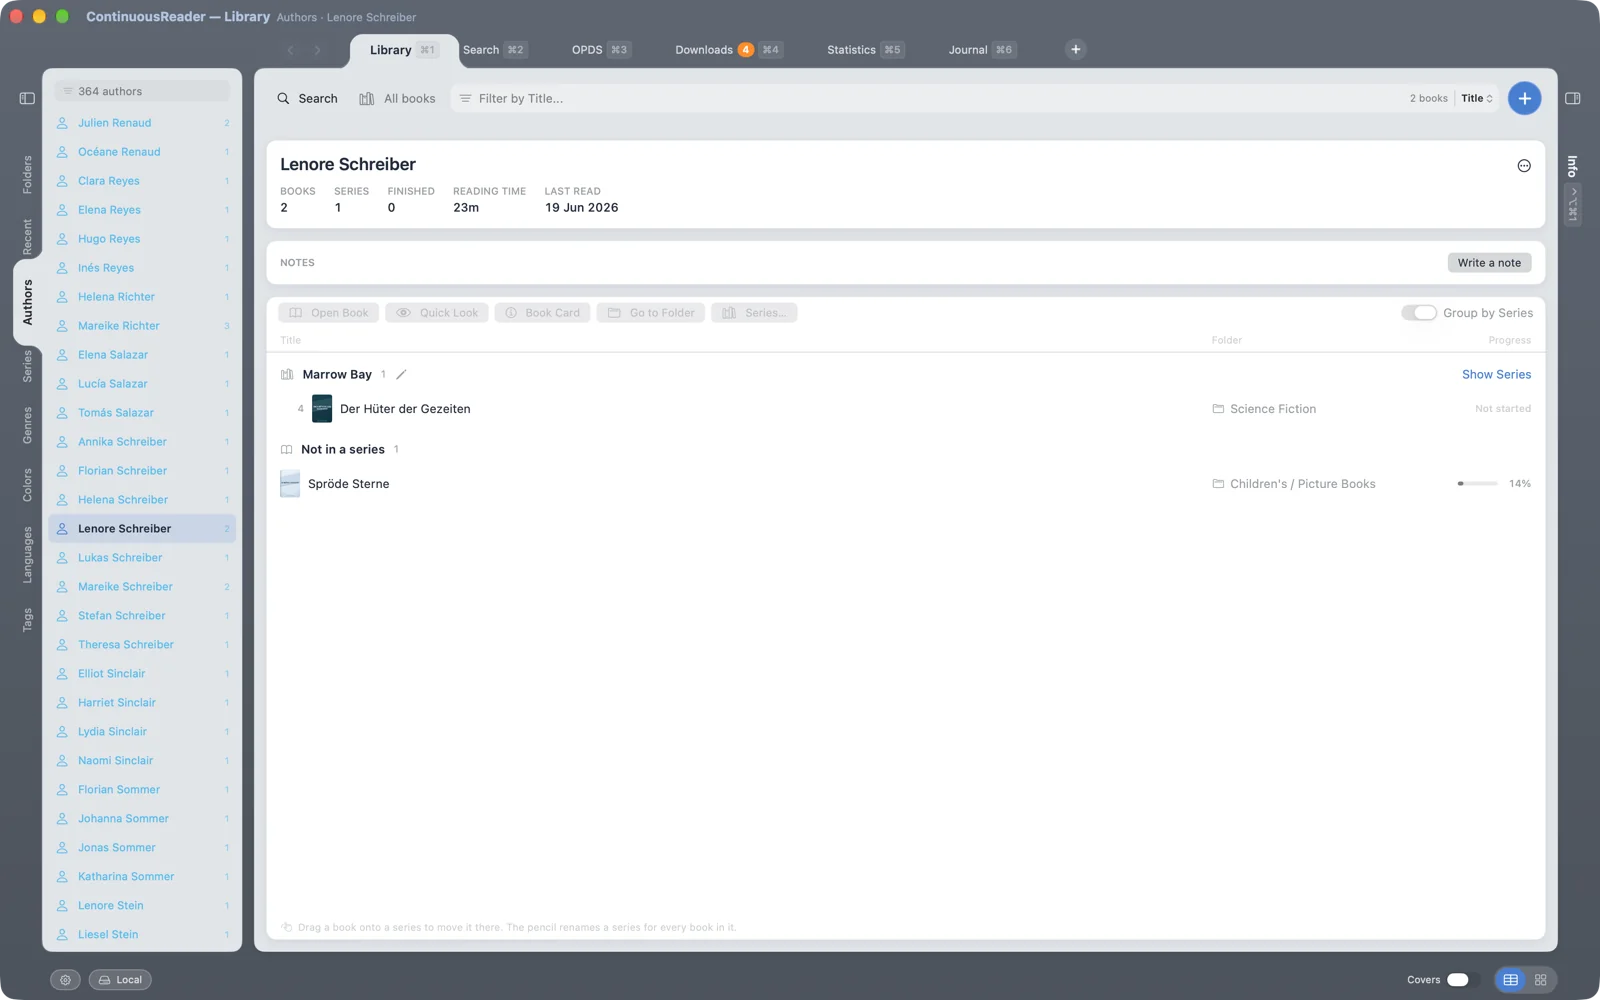 ContinuousReader — Library Authors · Lenore Schreiber
Library ⌘1 Search ⌘2 OPDS ⌘3 Downloads 4 ⌘4 Statistics ⌘5 Journal ⌘6
Folders
Recent
Authors
Series
Genres
Colors
Languages
Tags
364 authors
Julien Renaud 2
Océane Renaud 1
Clara Reyes 1
Elena Reyes 1
Hugo Reyes 1
Inés Reyes 1
Helena Richter 1
Mareike Richter 3
Elena Salazar 1
Lucía Salazar 1
Tomás Salazar 1
Annika Schreiber 1
Florian Schreiber 1
Helena Schreiber 1
Lenore Schreiber 2
Lukas Schreiber 1
Mareike Schreiber 2
Stefan Schreiber 1
Theresa Schreiber 1
Elliot Sinclair 1
Harriet Sinclair 1
Lydia Sinclair 1
Naomi Sinclair 1
Florian Sommer 1
Johanna Sommer 1
Jonas Sommer 1
Katharina Sommer 1
Lenore Stein 1
Liesel Stein 1
Search All books Filter by Title... 2 books Title
Lenore Schreiber
BOOKS SERIES FINISHED READING TIME LAST READ
2 1 0 23m 19 Jun 2026
NOTES Write a note
Open Book Quick Look Book Card Go to Folder Series... Group by Series
Title Folder Progress
Marrow Bay 1 Show Series
4 Der Hüter der Gezeiten Science Fiction Not started
Not in a series 1
Spröde Sterne Children's / Picture Books 14%
Drag a book onto a series to move it there. The pencil renames a series for every book in it.
Info
⌥⌘1
Local Covers